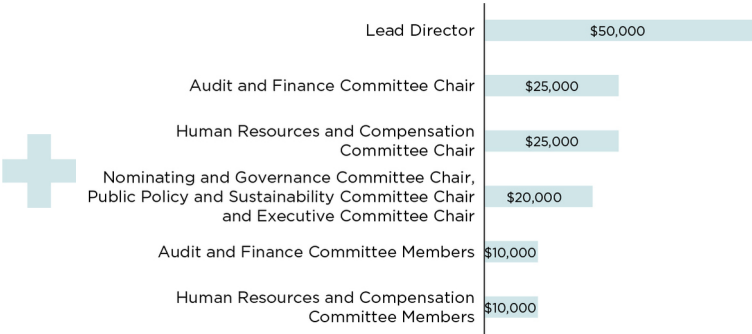 Lead Director
$50,000
Audit and Finance Committee Chair
$25,000
Human Resources and Compensation
Committee Chair
$25,000
Nominating and Governance Committee Chair,
Public Policy and Sustainability Committee Chair
and Executive Committee Chair
$20,000
Audit and Finance Committee Members
$10,000
Human Resources and Compensation
Committee Members
$10,000